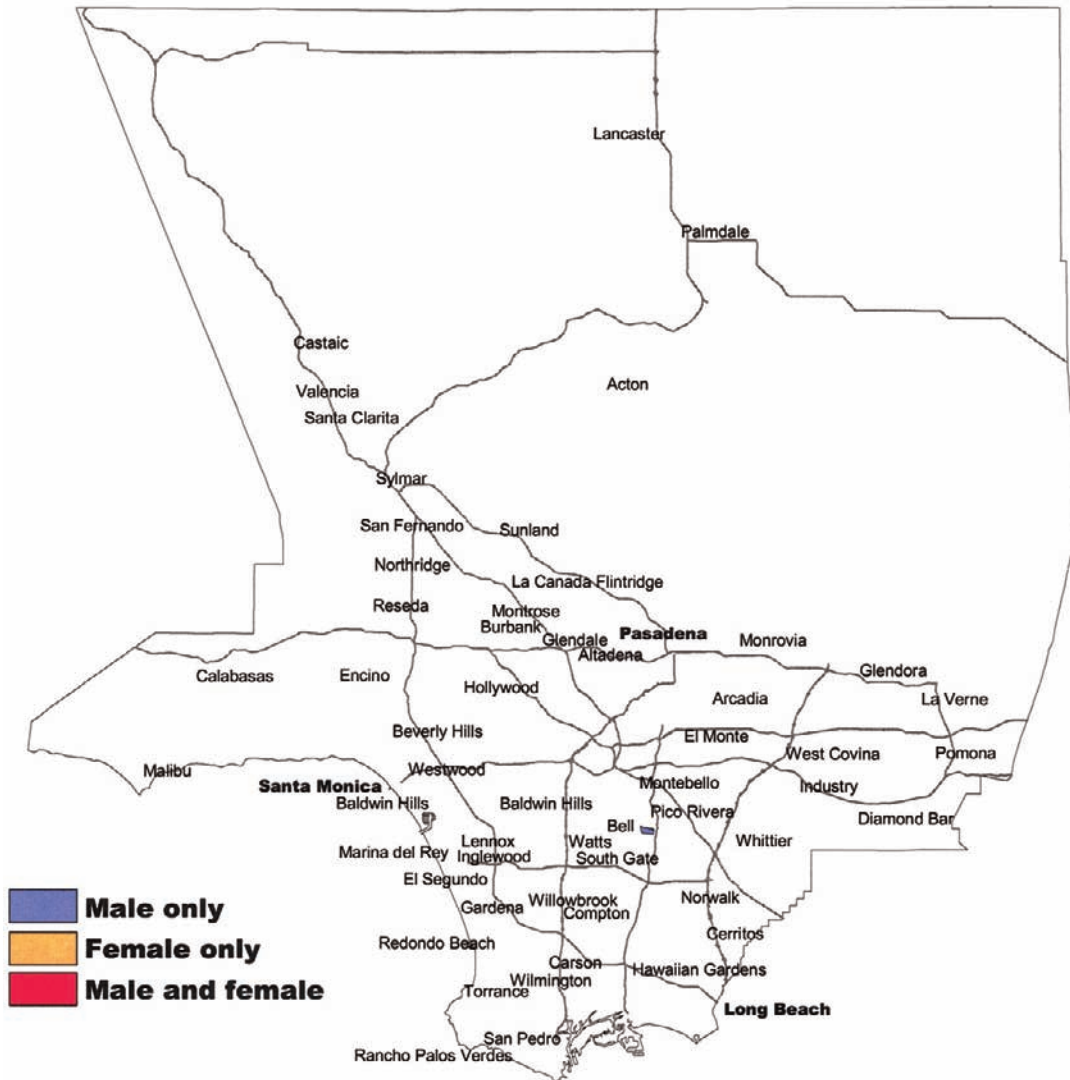 Lancaster
Palmdale
Castaic
Acton
Valencia
Santa Clarita
Sylmar
San Fernando
Sunland
Northridge
La Canada Flintridge
Reseda
Montrose
Burbank
Glendale
Pasadena
Monrovia
Altadena
Calabasas
Encino
Hollywood
Arcadia
Glendora
La Verne
Beverly Hills
El Monte
West Covina
Pomona
Malibu
Westwood
Santa Monica
Montebello
Industry
Baldwin Hills
Baldwin Hills
Pico Rivera
Diamond Bar
Bell
Marina del Rey
Lennox
Watts
Whittier
Inglewood
South Gate
El Segundo
Gardena
Willowbrook
Compton
Norwalk
Redondo Beach
Cerritos
Carson
Hawaiian Gardens
Wilmington
Torrance
Long Beach
San Pedro
Rancho Palos Verdes
Male only
Female only
Male and female